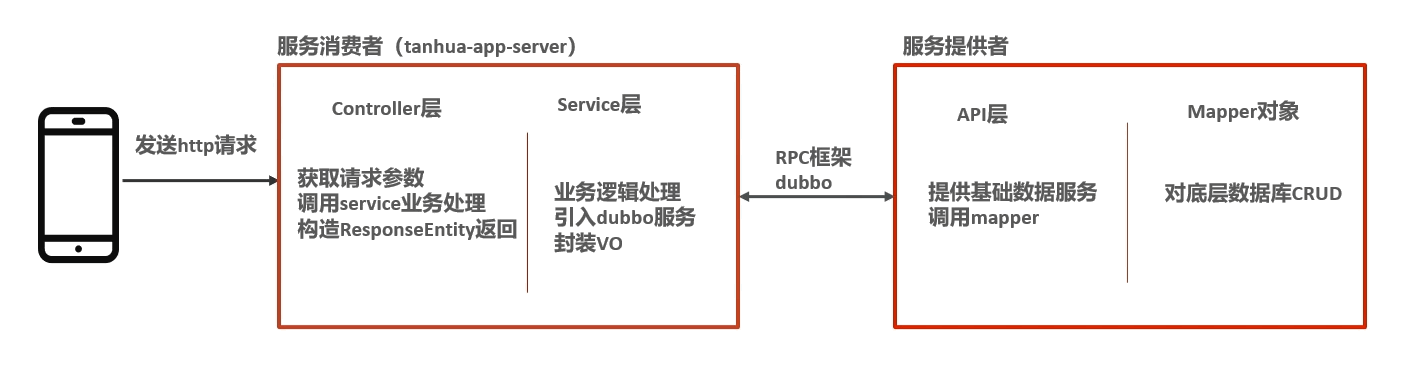 服务消费者（tanhua-app-server）
服务提供者
Controller层
Service层
API层
Mapper对象
发送http请求
RPC框架
dubbo
获取请求参数
调用service业务处理
构造ResponseEntity返回
业务逻辑处理
引入dubbo服务
封装VO
提供基础数据服务
调用mapper
对底层数据库CRUD